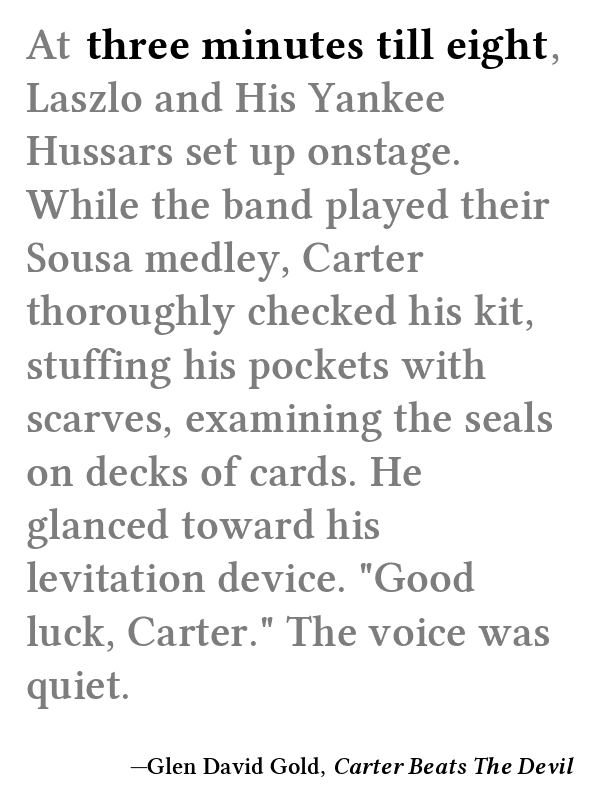 At three minutes till eight,
Laszlo and His Yankee
Hussars set up onstage.
While the band played their
Sousa medley, Carter
thoroughly checked his kit,
stuffing his pockets with
scarves, examining the seals
on decks of cards. He
glanced toward his
levitation device. "Good
luck, Carter." The voice was
quiet.
—Glen David Gold, Carter Beats The Devil